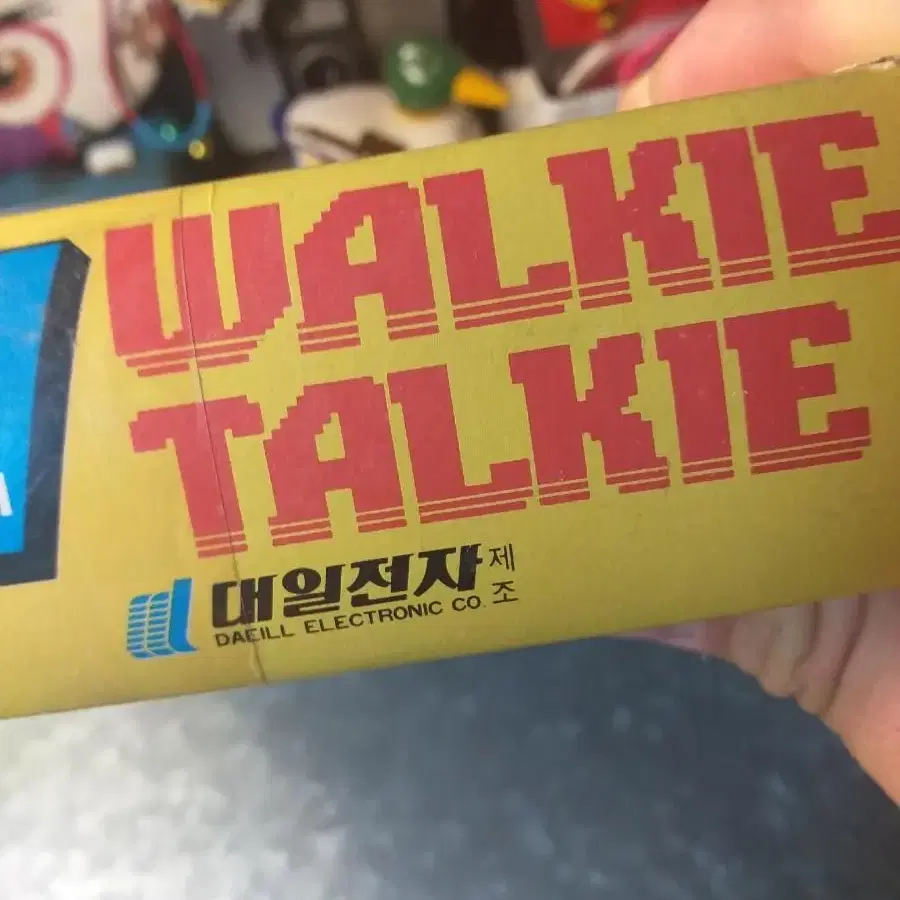 WALKIE
TALKIE
대일전자 제조
DAEILL ELECTRONIC CO.